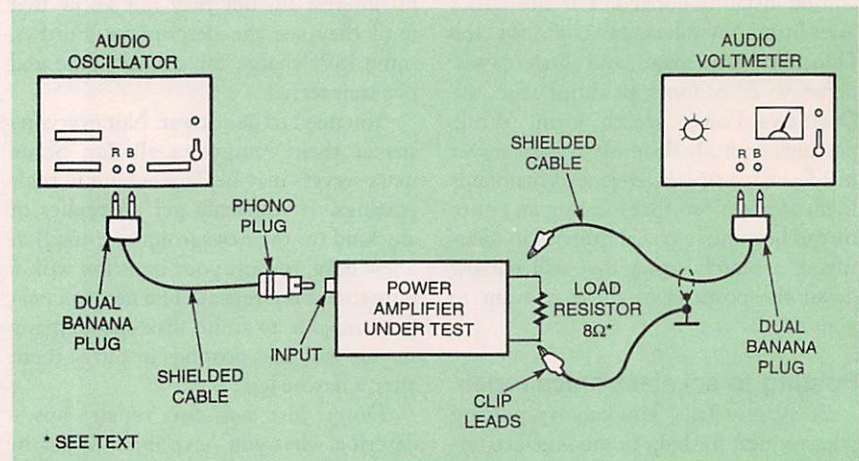 AUDIO
OSCILLATOR
R B
DUAL
BANANA
PLUG
SHIELDED
CABLE
PHONO
PLUG
INPUT
POWER
AMPLIFIER
UNDER TEST
SHIELDED
CABLE
LOAD
RESISTOR
8Ω*
CLIP
LEADS
AUDIO
VOLTMETER
R B
DUAL
BANANA
PLUG
* SEE TEXT